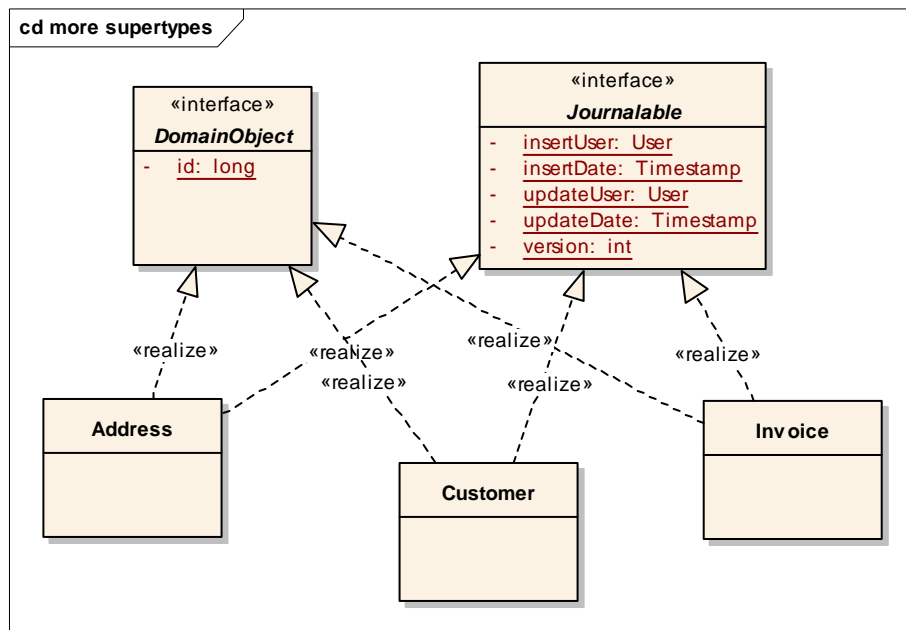 cd more supertypes
«interface»
DomainObject
- id: long
«interface»
Journalable
- insertUser: User
- insertDate: Timestamp
- updateUser: User
- updateDate: Timestamp
- version: int
«realize»
«realize»
«realize»
«realize»
«realize»
«realize»
Address
Customer
Invoice